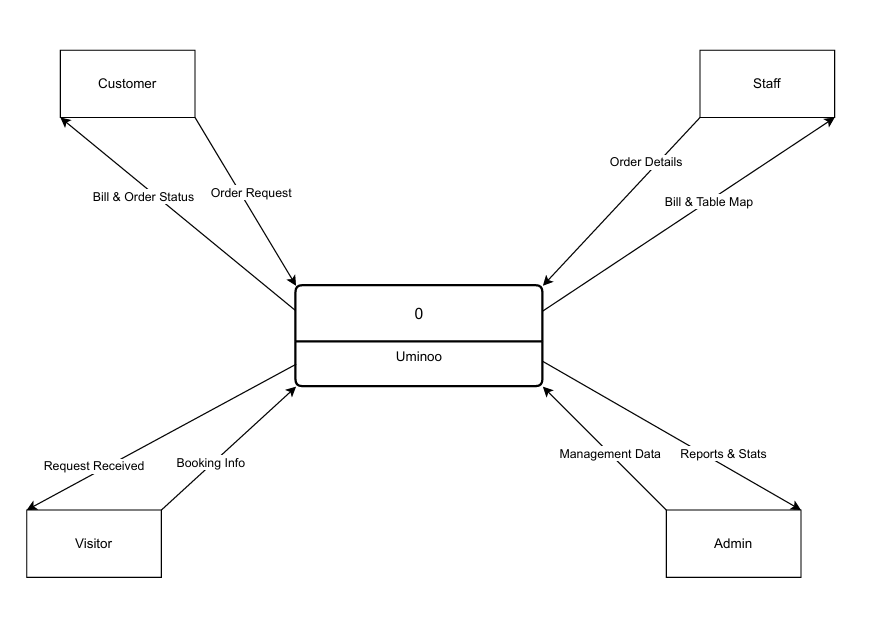 Customer
Staff
Order Details
Bill & Order Status
Order Request
Bill & Table Map
0
Uminoo
Request Received
Booking Info
Management Data
Reports & Stats
Visitor
Admin